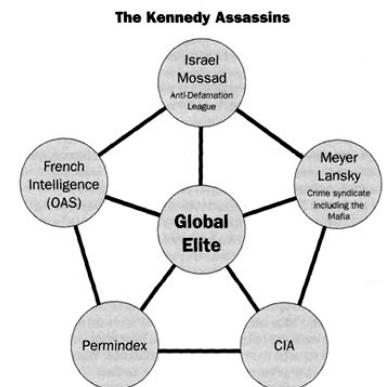 The Kennedy Assassins
Israel
Mossad
Anti-Defamation
League
French
Intelligence
(OAS)
Meyer
Lansky
Crime syndicate
including the
Mafia
Global
Elite
Permindex
CIA